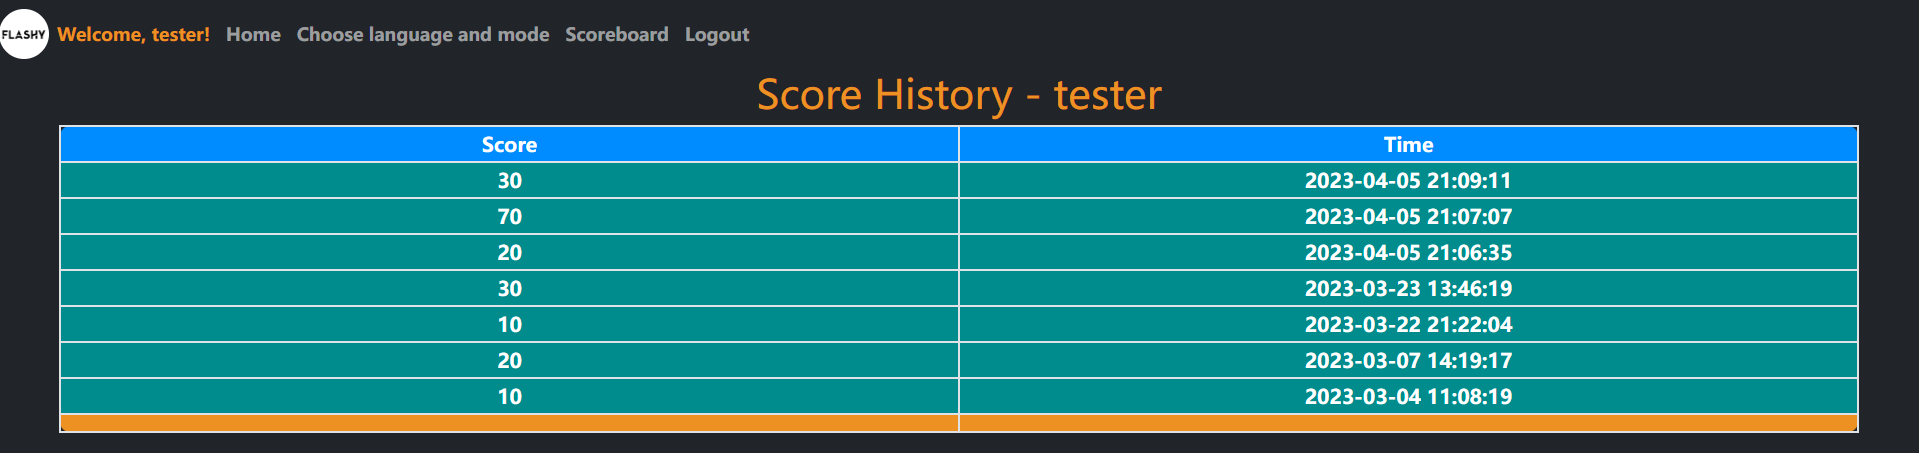 FLASHY Welcome, tester! Home Choose language and mode Scoreboard Logout
Score History - tester
Score Time
30 2023-04-05 21:09:11
70 2023-04-05 21:07:07
20 2023-04-05 21:06:35
30 2023-03-23 13:46:19
10 2023-03-22 21:22:04
20 2023-03-07 14:19:17
10 2023-03-04 11:08:19